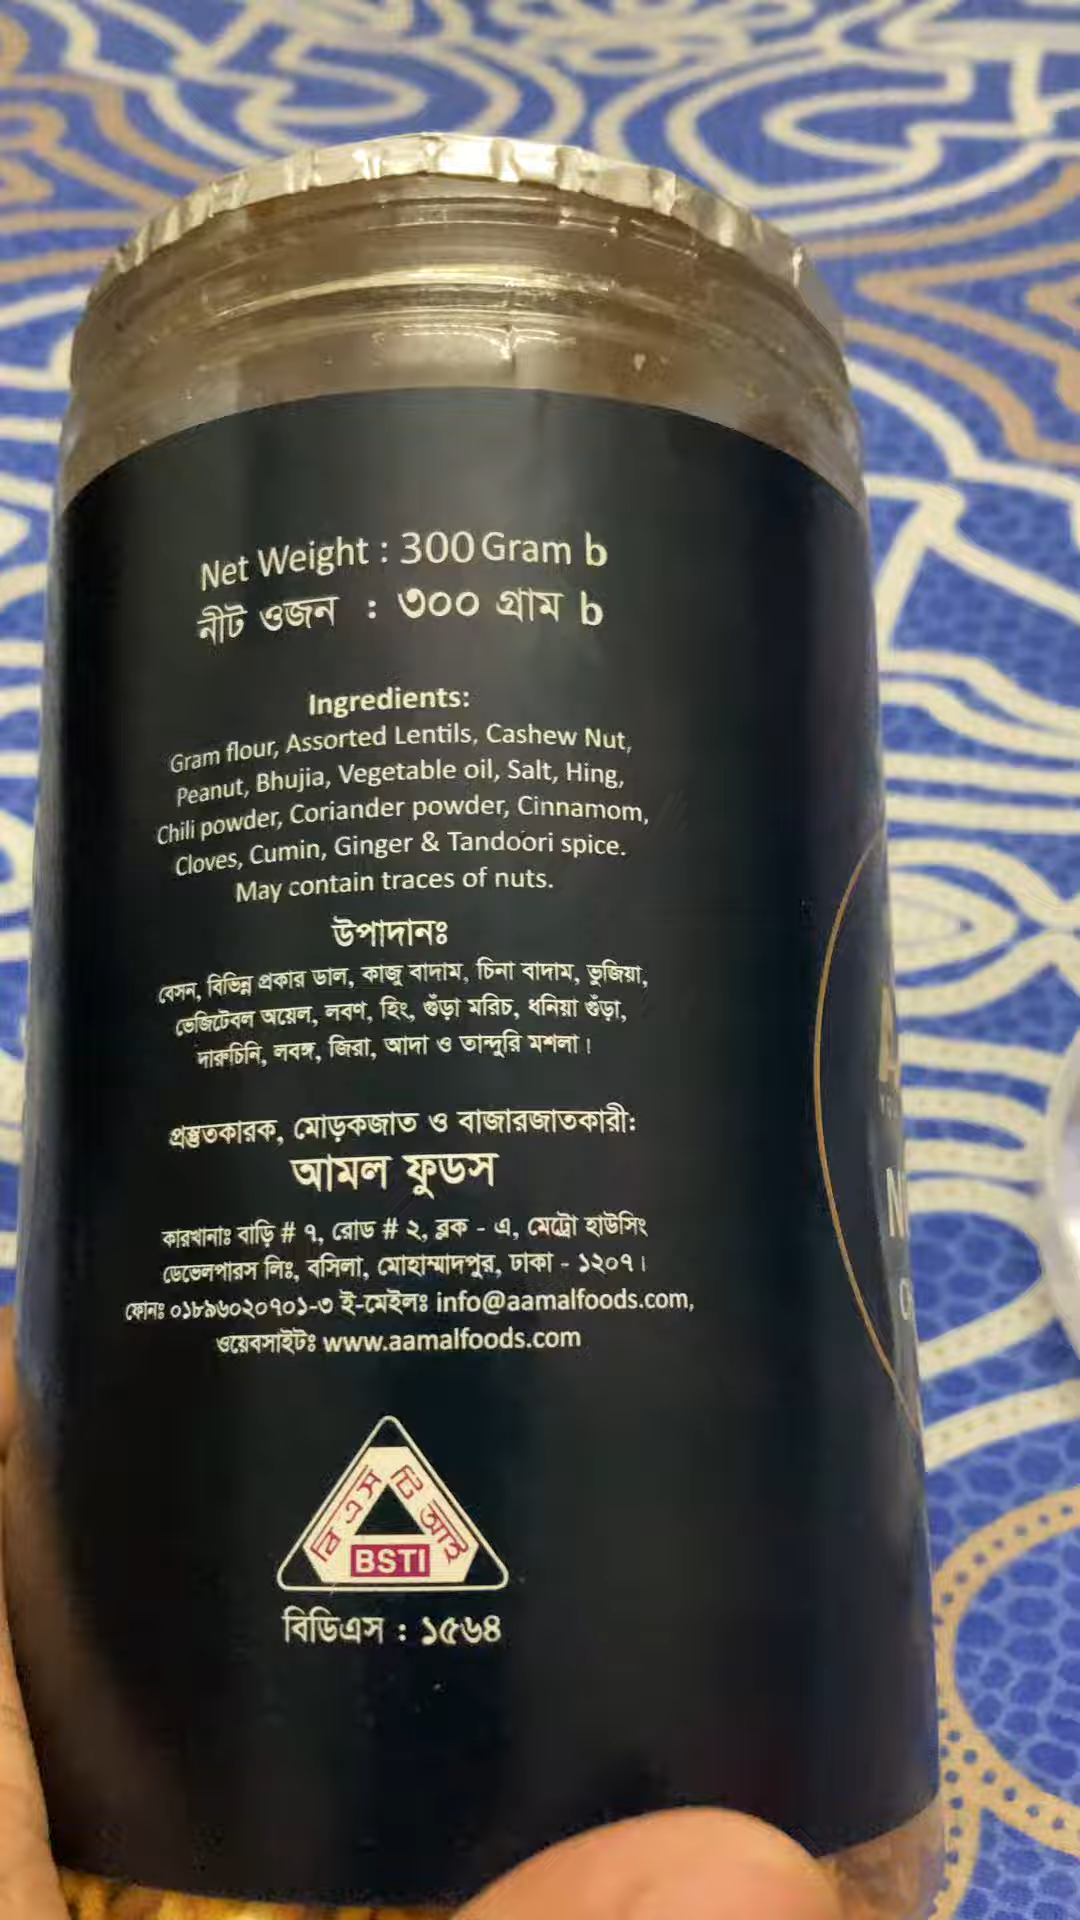 Net Weight : 300 Gram b
নীট ওজন : ৩০০ গ্রাম b
Ingredients:
Gram flour, Assorted Lentils, Cashew Nut,
Peanut, Bhujia, Vegetable oil, Salt, Hing,
Chili powder, Coriander powder, Cinnamom,
Cloves, Cumin, Ginger & Tandoori spice.
May contain traces of nuts.
উপাদানঃ
বেসন, বিভিন্ন প্রকার ডাল, কাজু বাদাম, চিনা বাদাম, ভুজিয়া,
ভেজিটেবল অয়েল, লবণ, হিং, গুঁড়া মরিচ, ধনিয়া গুঁড়া,
দারুচিনি, লবঙ্গ, জিরা, আদা ও তান্দুরি মশলা।
প্রস্তুতকারক, মোড়কজাত ও বাজারজাতকারী:
আমল ফুডস
কারখানাঃ বাড়ি # ৭, রোড # ২, ব্লক - এ, মেট্রো হাউসিং
ডেভেলপারস লিঃ, বসিলা, মোহাম্মাদপুর, ঢাকা - ১২০৭।
ফোনঃ ০১৮৯৬০২০৭০১-৩ ই-মেইলঃ info@aamalfoods.com,
ওয়েবসাইটঃ www.aamalfoods.com
বি এস টি আই
BSTI
বিডিএস : ১৫৬৪